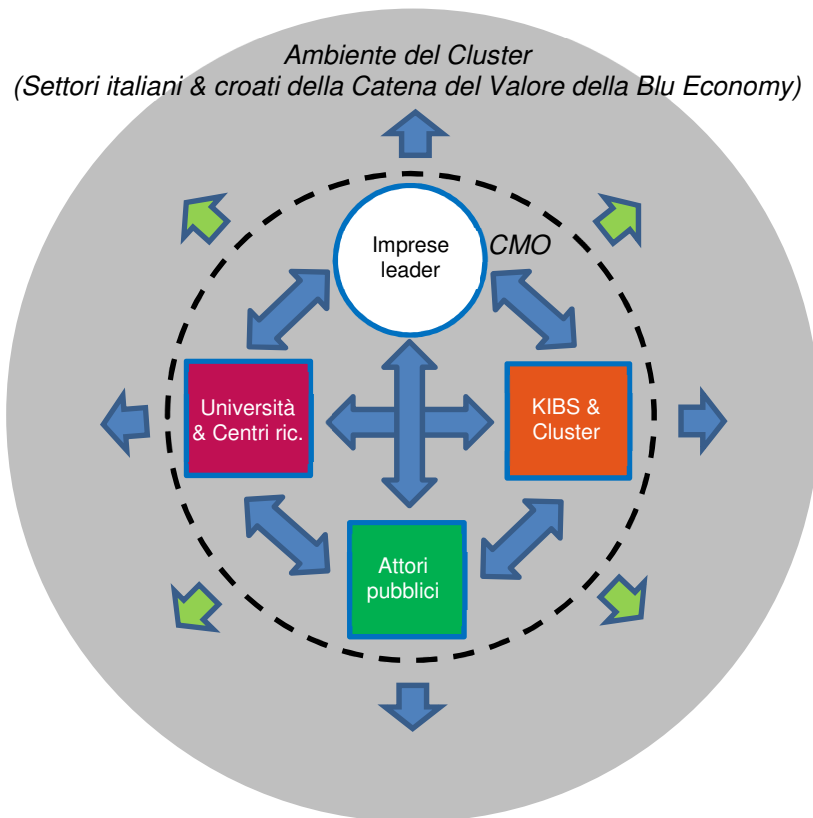 Ambiente del Cluster
(Settori italiani & croati della Catena del Valore della Blu Economy)
Imprese
leader
CMO
Università
& Centri ric.
KIBS &
Cluster
Attori
pubblici